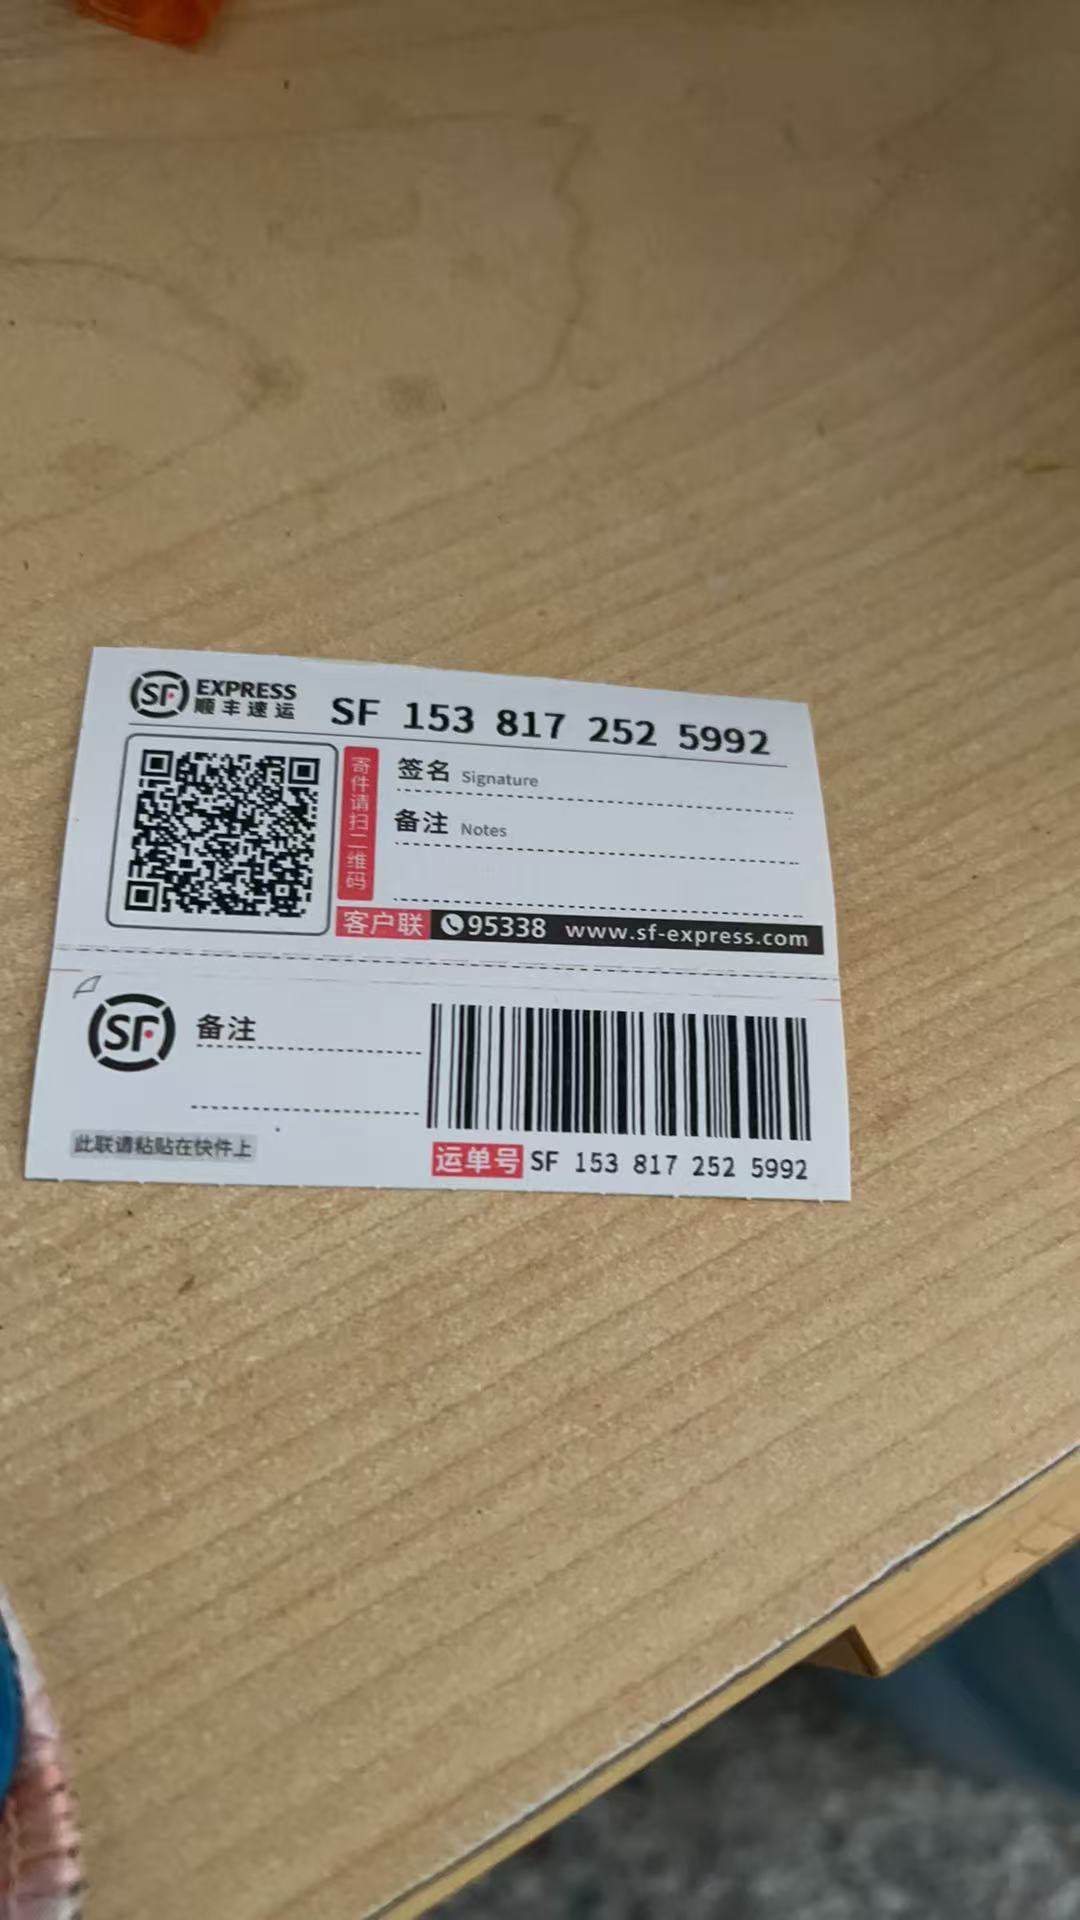 SF EXPRESS
顺丰速运
SF 153 817 252 5992
寄件请扫二维码
签名 Signature
备注 Notes
客户联 95338 www.sf-express.com
SF
备注
此联请粘贴在快件上
运单号 SF 153 817 252 5992